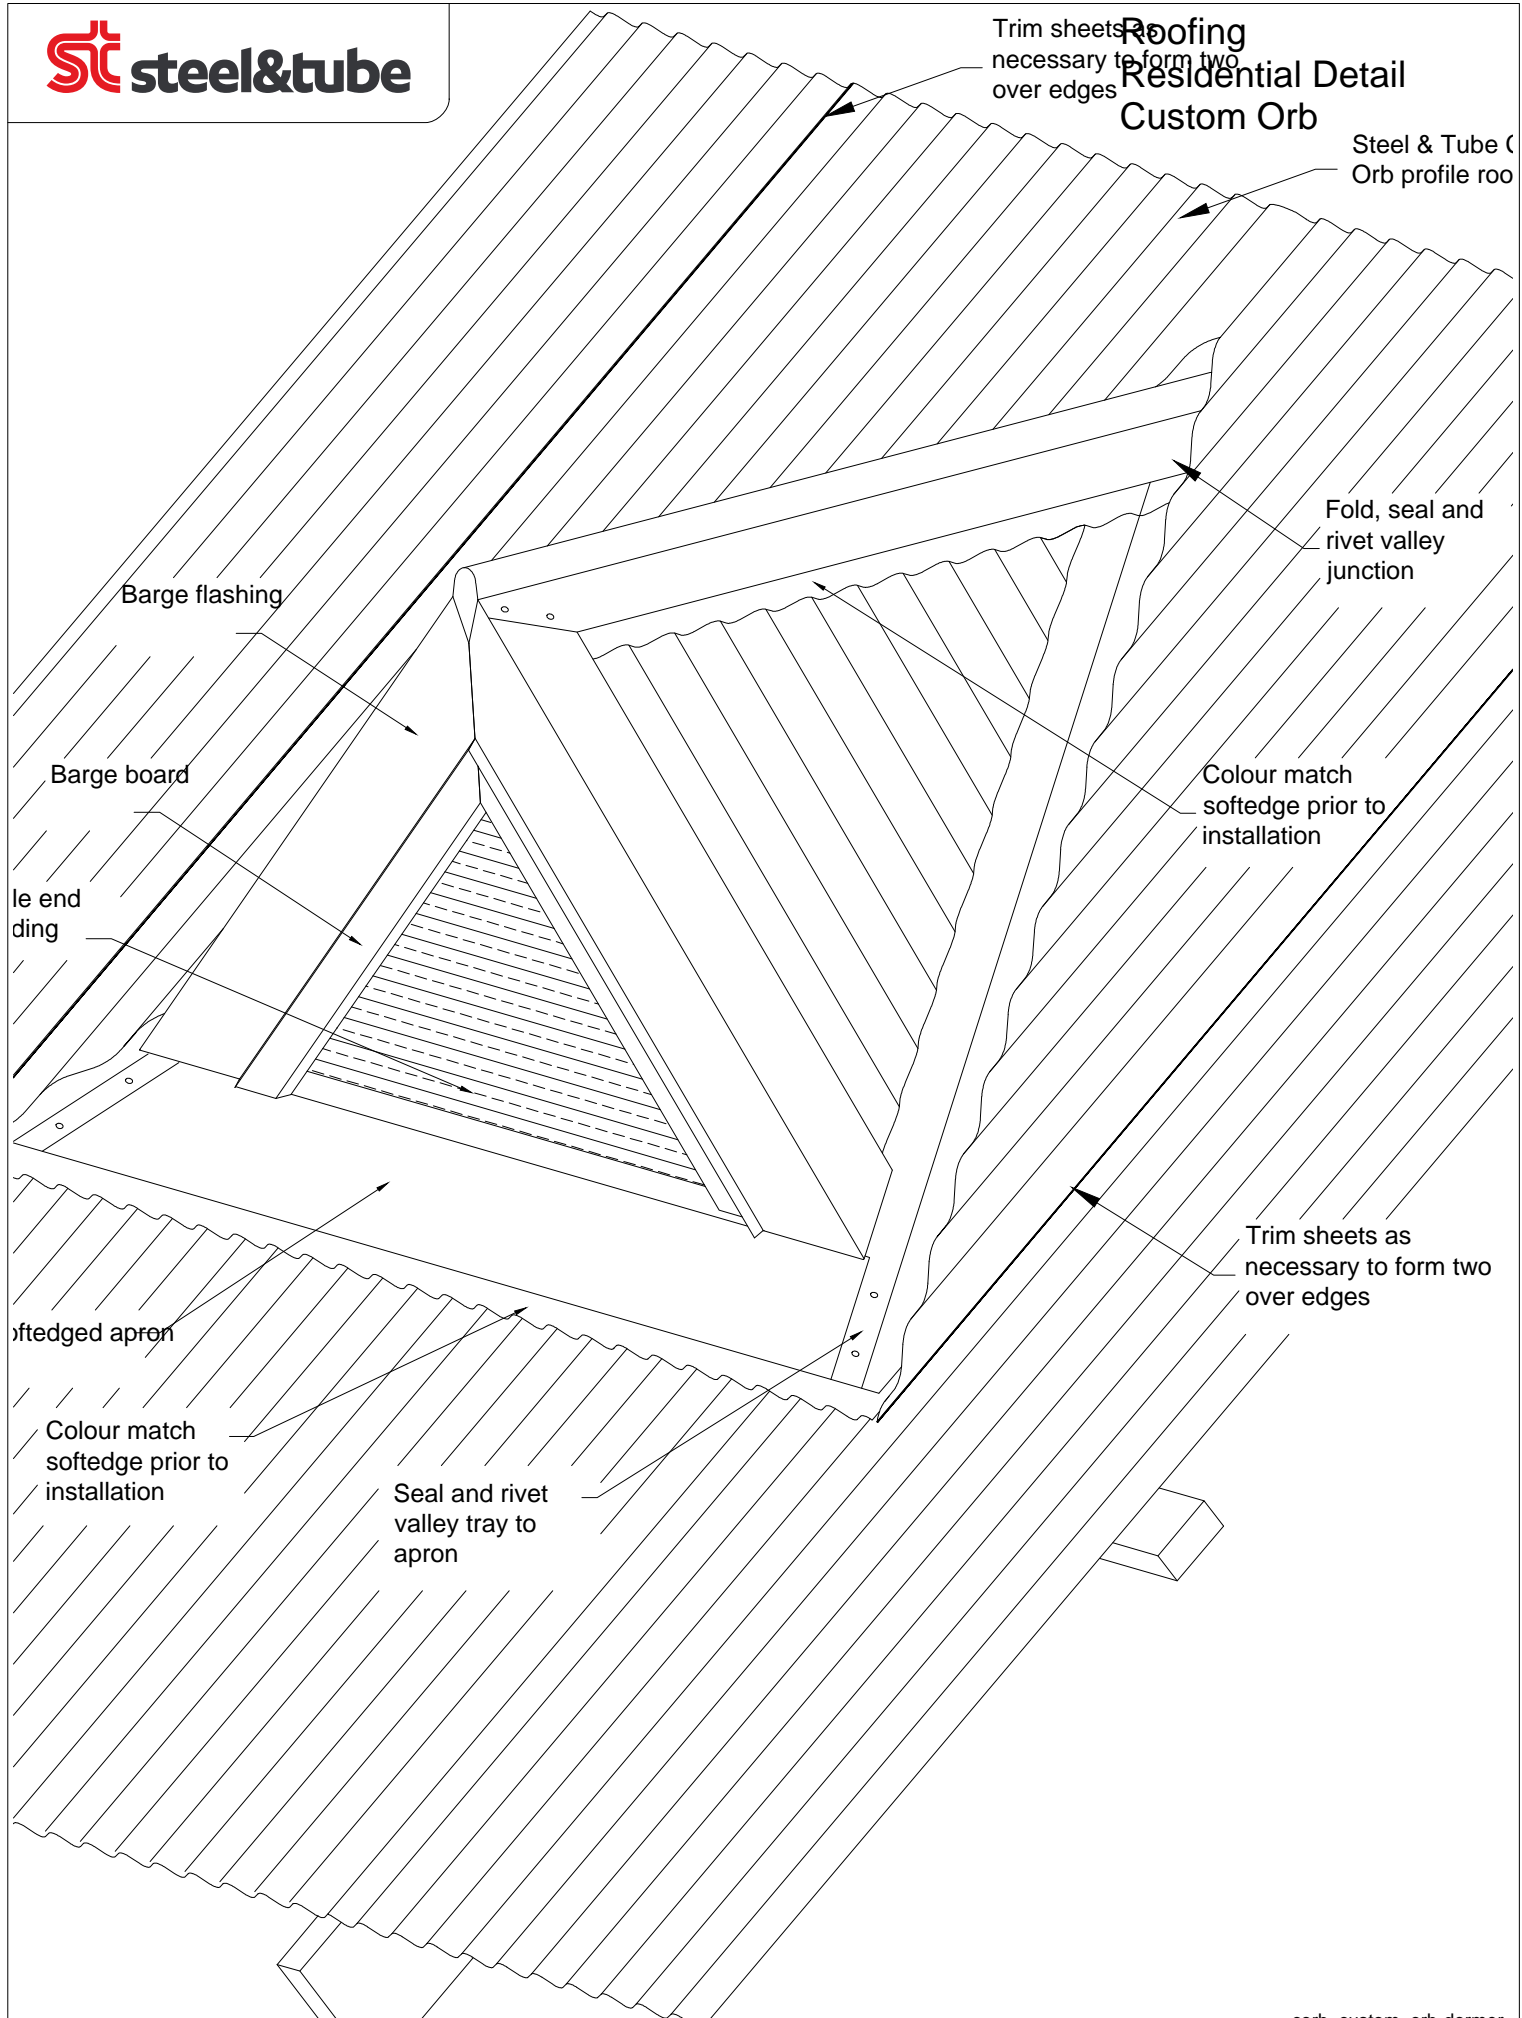 st steel&tube
Roofing
Residential Detail
Custom Orb
Trim sheets as
necessary to form two
over edges
Steel & Tube
Orb profile roo
Fold, seal and
rivet valley
junction
Barge flashing
Barge board
Colour match
softedge prior to
installation
le end
ding
Trim sheets as
necessary to form two
over edges
oftedged apron
Colour match
softedge prior to
installation
Seal and rivet
valley tray to
apron